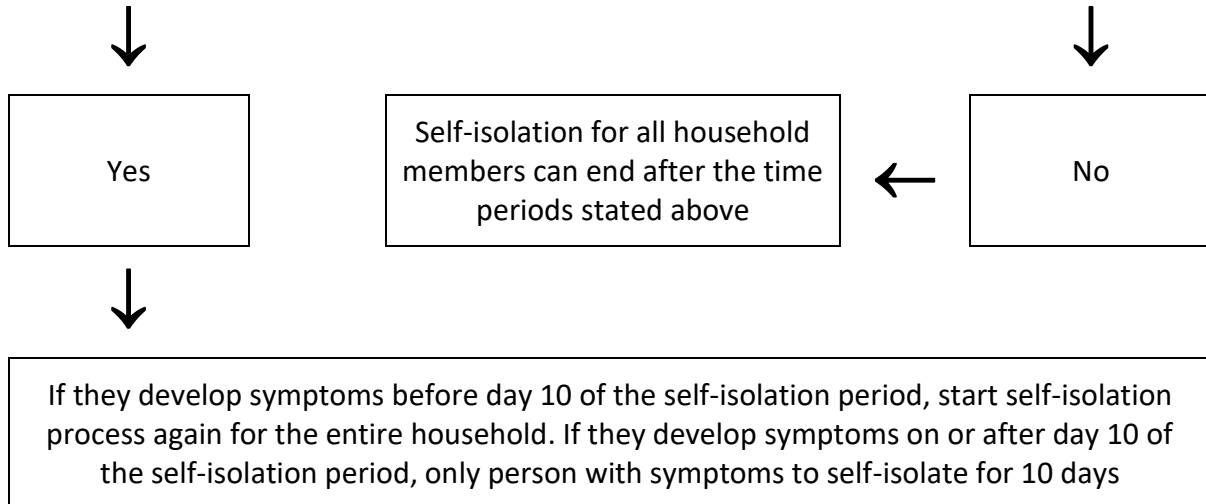 Yes
Self-isolation for all household
members can end after the time
periods stated above
No
If they develop symptoms before day 10 of the self-isolation period, start self-isolation
process again for the entire household. If they develop symptoms on or after day 10 of
the self-isolation period, only person with symptoms to self-isolate for 10 days